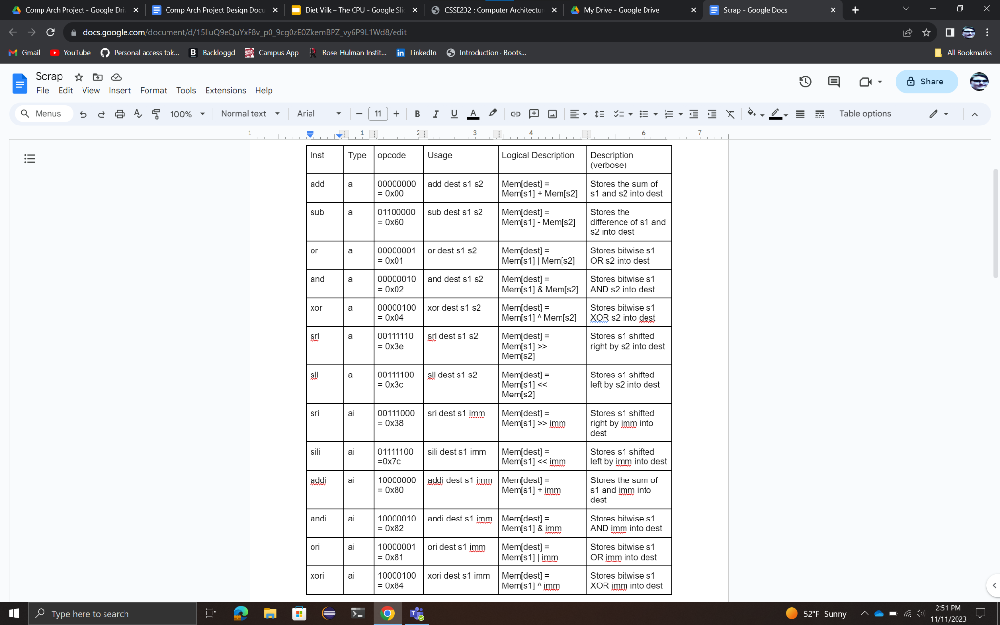 Comp Arch Project - Google Dri
Comp Arch Project Design Docu
Diet Vilk – The CPU - Google Sli
CSSE232 : Computer Architectur
My Drive - Google Drive
Scrap - Google Docs
docs.google.com/document/d/15lluQ9eQuYxF8v_p0_9cg0zE0ZkemBPZ_vy6P9L1Wd8/edit
Gmail YouTube Personal access tok... Backloggd Campus App Rose-Hulman Instit... LinkedIn Introduction · Boots... All Bookmarks
Scrap
File Edit View Insert Format Tools Extensions Help
Share
Menus 100% Normal text Arial 11 Table options
1 1 2 3 4 6 7
Inst Type opcode Usage Logical Description Description
(verbose)
add a 00000000 add dest s1 s2 Mem[dest] = Stores the sum of
= 0x00 Mem[s1] + Mem[s2] s1 and s2 into dest
sub a 01100000 sub dest s1 s2 Mem[dest] = Stores the
= 0x60 Mem[s1] - Mem[s2] difference of s1 and
s2 into dest
or a 00000001 or dest s1 s2 Mem[dest] = Stores bitwise s1
= 0x01 Mem[s1] | Mem[s2] OR s2 into dest
and a 00000010 and dest s1 s2 Mem[dest] = Stores bitwise s1
= 0x02 Mem[s1] & Mem[s2] AND s2 into dest
xor a 00000100 xor dest s1 s2 Mem[dest] = Stores bitwise s1
= 0x04 Mem[s1] ^ Mem[s2] XOR s2 into dest
srl a 00111110 srl dest s1 s2 Mem[dest] = Stores s1 shifted
= 0x3e Mem[s1] >> right by s2 into dest
Mem[s2]
sll a 00111100 sll dest s1 s2 Mem[dest] = Stores s1 shifted
= 0x3c Mem[s1] << left by s2 into dest
Mem[s2]
sri ai 00111000 sri dest s1 imm Mem[dest] = Stores s1 shifted
= 0x38 Mem[s1] >> imm right by imm into
dest
sili ai 01111100 sili dest s1 imm Mem[dest] = Stores s1 shifted
=0x7c Mem[s1] << imm left by imm into dest
addi ai 10000000 addi dest s1 imm Mem[dest] = Stores the sum of
= 0x80 Mem[s1] + imm s1 and imm into
dest
andi ai 10000010 andi dest s1 imm Mem[dest] = Stores bitwise s1
= 0x82 Mem[s1] & imm AND imm into dest
ori ai 10000001 ori dest s1 imm Mem[dest] = Stores bitwise s1
= 0x81 Mem[s1] | imm OR imm into dest
xori ai 10000100 xori dest s1 imm Mem[dest] = Stores bitwise s1
= 0x84 Mem[s1] ^ imm XOR imm into dest
Type here to search
52°F Sunny
2:51 PM
11/11/2023